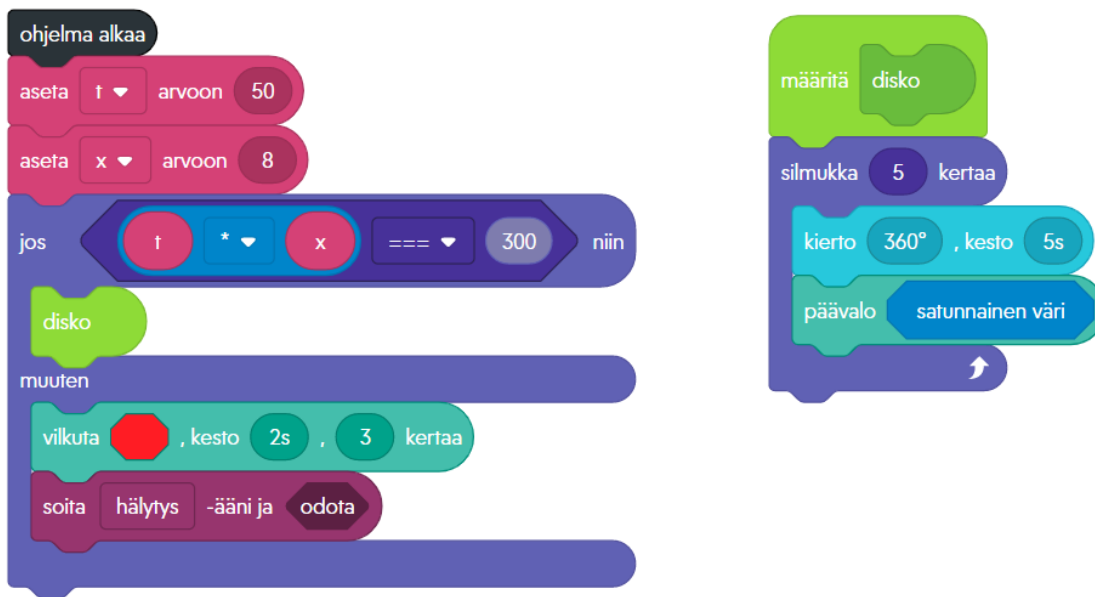 ohjelma alkaa
aseta t arvoon 50
aseta x arvoon 8
jos t * x === 300 niin
disko
muuten
vilkuta , kesto 2s , 3 kertaa
soita hälytys -ääni ja odota
määritä disko
silmukka 5 kertaa
kierto 360° , kesto 5s
päävalo satunnainen väri